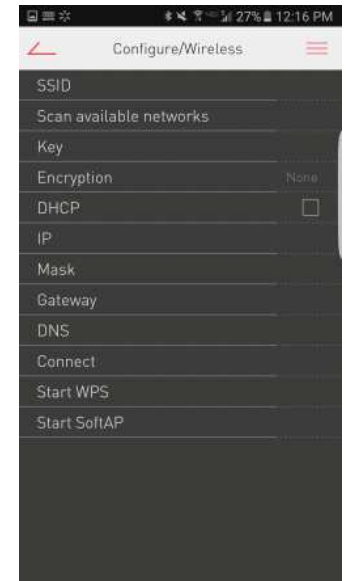 27% 12:16 PM
Configure/Wireless
SSID
Scan available networks
Key
Encryption None
DHCP
IP
Mask
Gateway
DNS
Connect
Start WPS
Start SoftAP